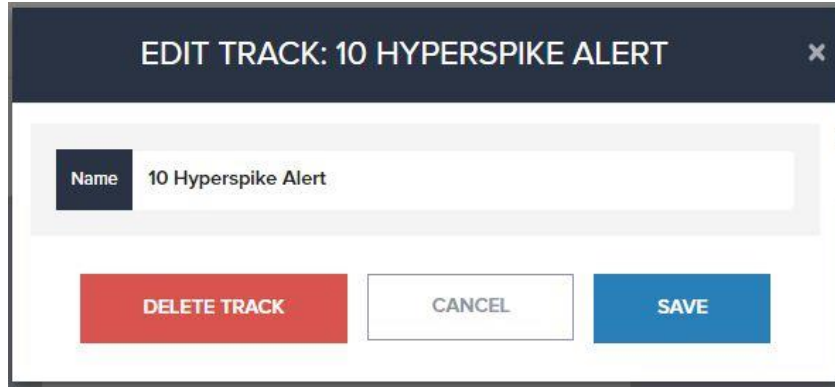 EDIT TRACK: 10 HYPERSPIKE ALERT ×
Name 10 Hyperspike Alert
DELETE TRACK CANCEL SAVE